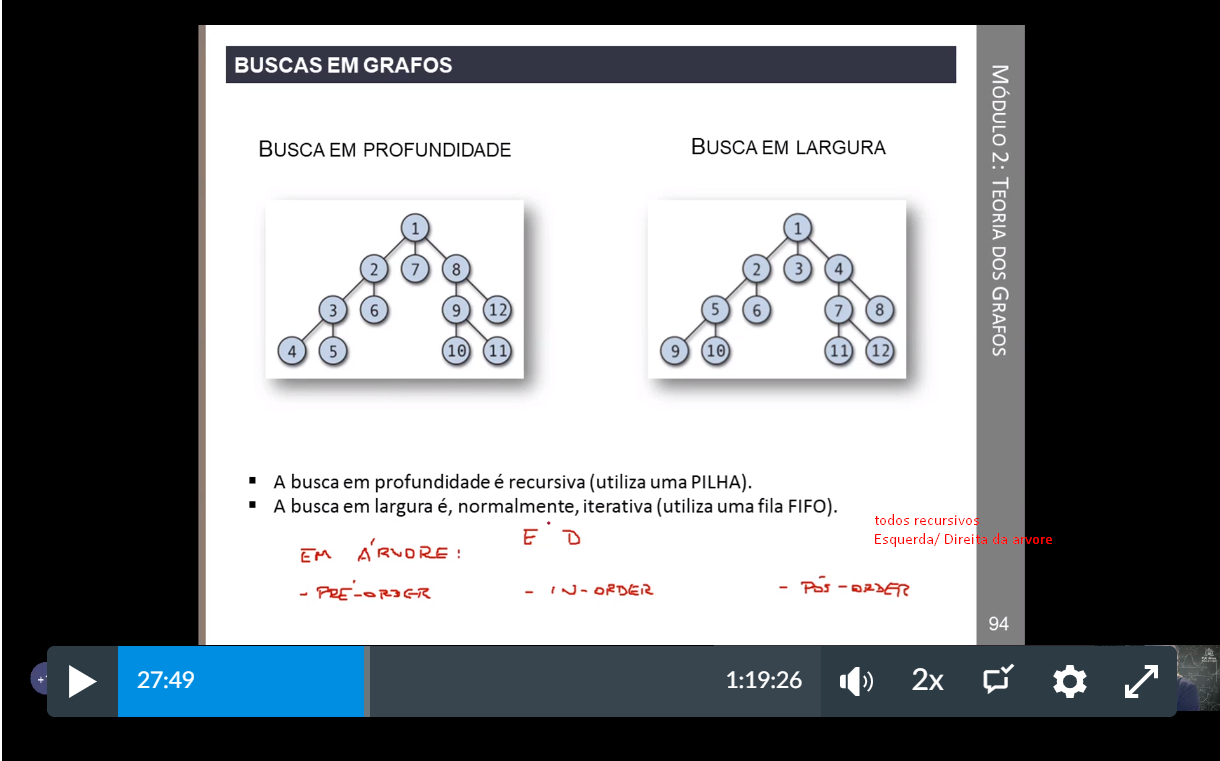 BUSCAS EM GRAFOS
MÓDULO 2: TEORIA DOS GRAFOS
BUSCA EM PROFUNDIDADE
1
2 7 8
3 6 9 12
4 5 10 11
BUSCA EM LARGURA
1
2 3 4
5 6 7 8
9 10 11 12
▪ A busca em profundidade é recursiva (utiliza uma PILHA).
▪ A busca em largura é, normalmente, iterativa (utiliza uma fila FIFO).
todos recursivos
Esquerda/ Direita da arvore
E D
EM ÁRVORE:
- PRÉ-ORDER
- IN-ORDER
- PÓS-ORDER
94
27:49
1:19:26
2x